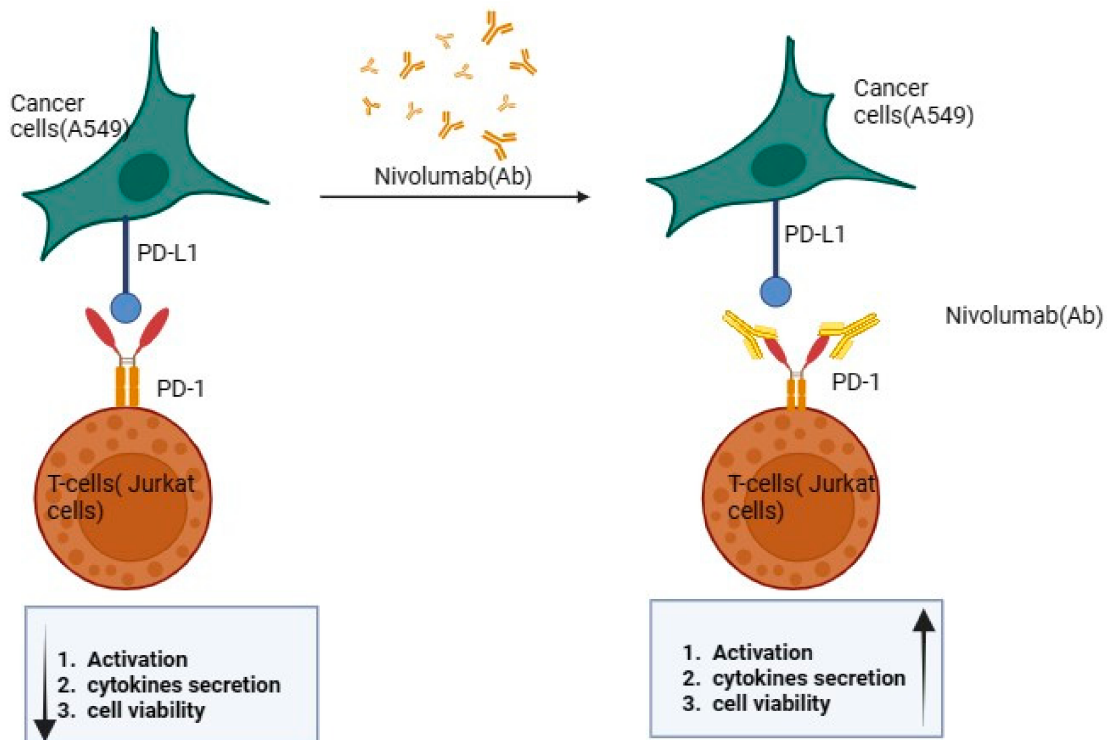 Cancer
cells(A549)
PD-L1
PD-1
T-cells( Jurkat
cells)
1. Activation
2. cytokines secretion
3. cell viability
Nivolumab(Ab)
Cancer
cells(A549)
PD-L1
Nivolumab(Ab)
PD-1
T-cells( Jurkat
cells)
1. Activation
2. cytokines secretion
3. cell viability